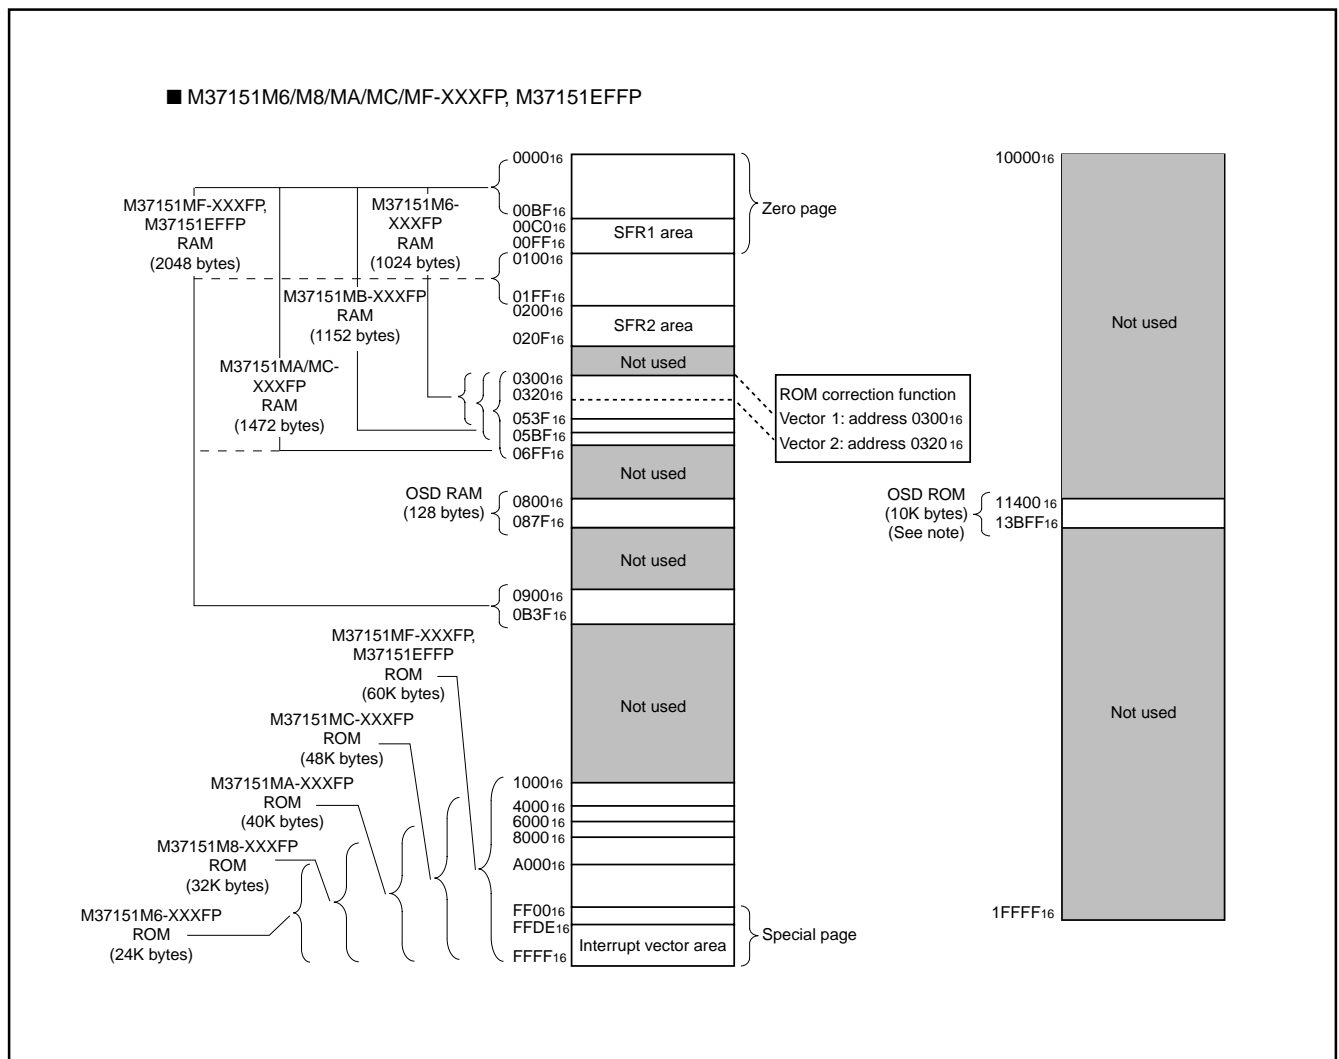 ■ M37151M6/M8/MA/MC/MF-XXXFP, M37151EFFP
M37151MF-XXXFP,
M37151EFFP
RAM
(2048 bytes)
M37151M6-
XXXFP
RAM
(1024 bytes)
M37151MB-XXXFP
RAM
(1152 bytes)
M37151MA/MC-
XXXFP
RAM
(1472 bytes)
OSD RAM
(128 bytes)
M37151MF-XXXFP,
M37151EFFP
ROM
(60K bytes)
M37151MC-XXXFP
ROM
(48K bytes)
M37151MA-XXXFP
ROM
(40K bytes)
M37151M8-XXXFP
ROM
(32K bytes)
M37151M6-XXXFP
ROM
(24K bytes)
0000₁₆
00BF₁₆
00C0₁₆
00FF₁₆
0100₁₆
01FF₁₆
0200₁₆
020F₁₆
0300₁₆
0320₁₆
053F₁₆
05BF₁₆
06FF₁₆
0800₁₆
087F₁₆
0900₁₆
0B3F₁₆
1000₁₆
4000₁₆
6000₁₆
8000₁₆
A000₁₆
FF00₁₆
FFDE₁₆
FFFF₁₆
SFR1 area
SFR2 area
Not used
Not used
Not used
Not used
Interrupt vector area
Zero page
ROM correction function
Vector 1: address 0300₁₆
Vector 2: address 0320₁₆
Special page
10000₁₆
Not used
OSD ROM
(10K bytes)
(See note)
11400₁₆
13BFF₁₆
Not used
1FFFF₁₆